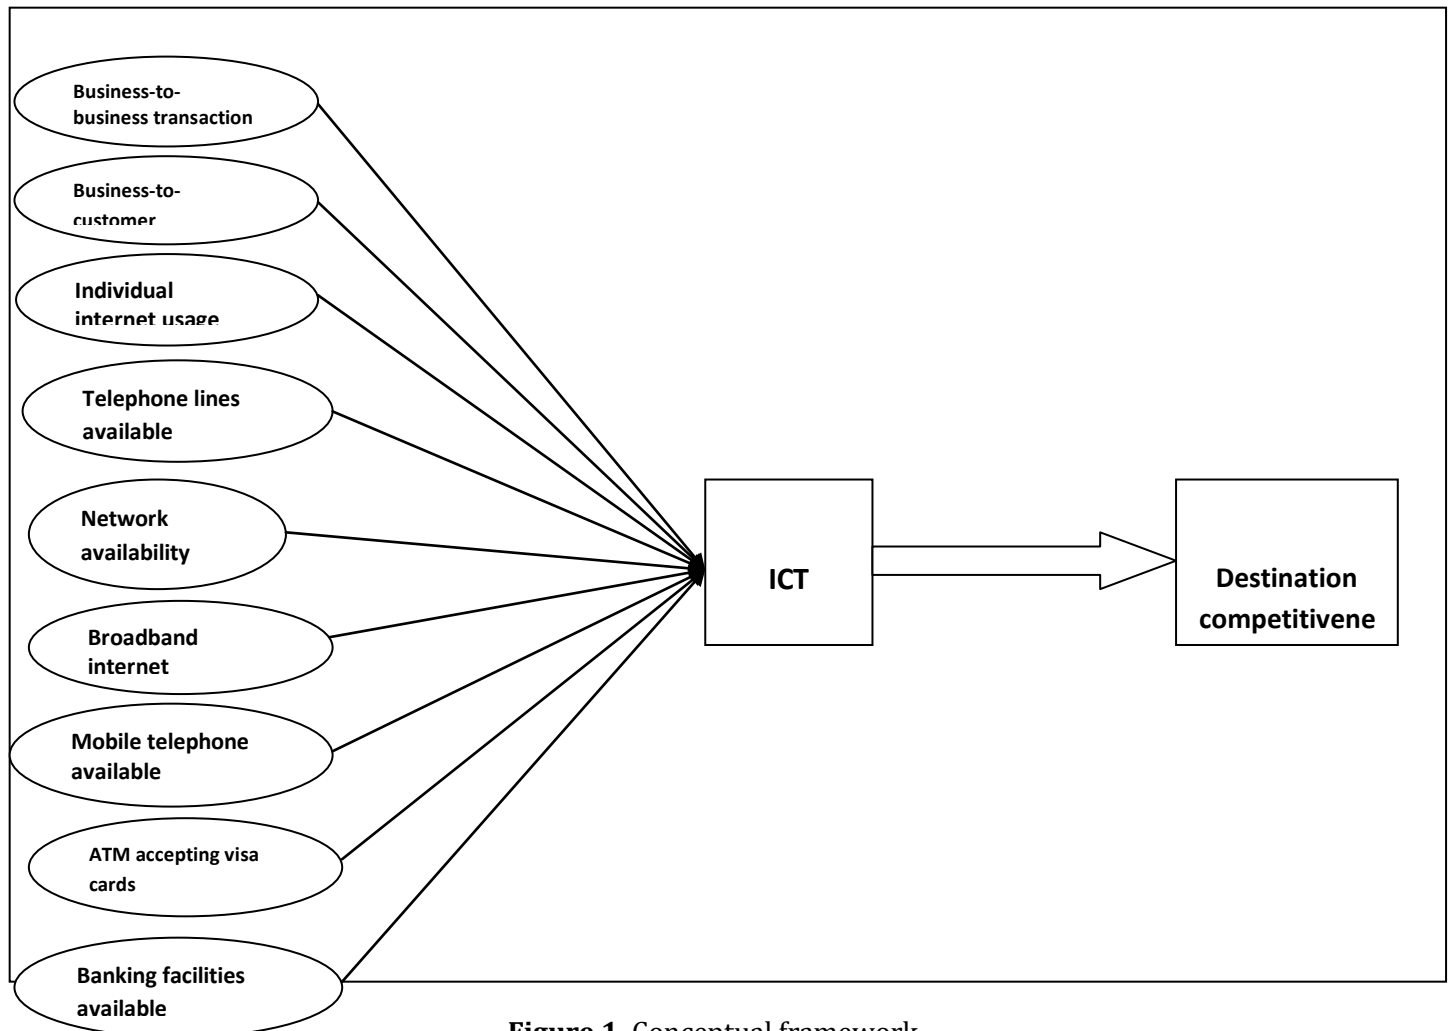 Business-to-
business transaction
Business-to-
customer
Individual
internet usage
Telephone lines
available
Network
availability
Broadband
internet
Mobile telephone
available
ATM accepting visa
cards
Banking facilities
available
ICT
Destination
competitivene
Figure 1. Conceptual framework